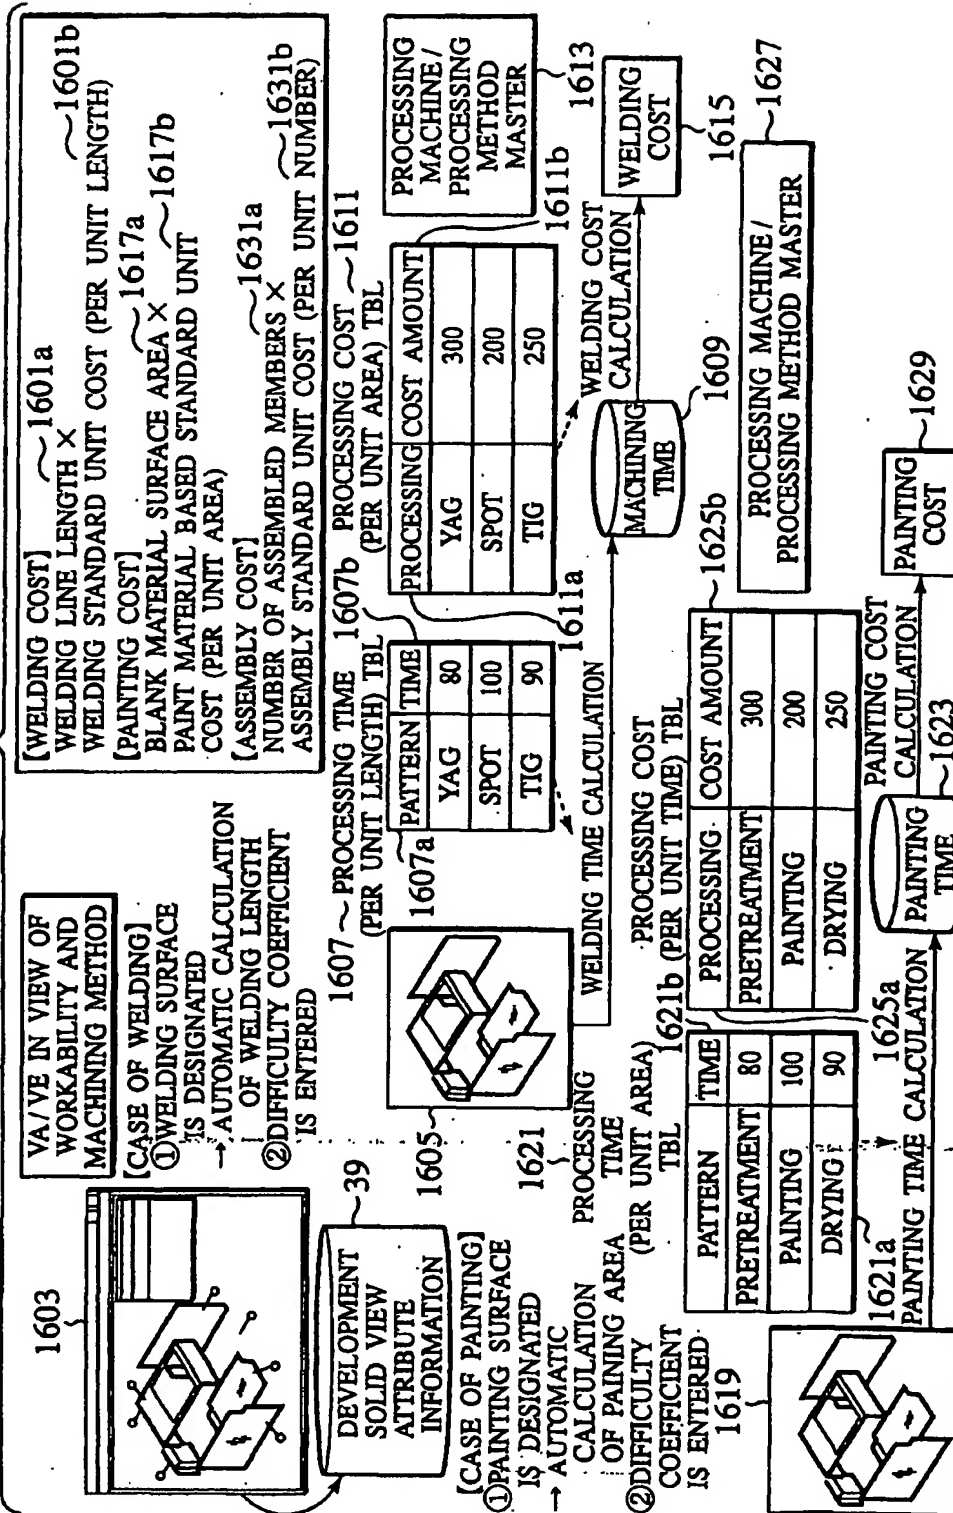 1603
VA/VE IN VIEW OF
WORKABILITY AND
MACHINING METHOD
[CASE OF WELDING]
①WELDING SURFACE
IS DESIGNATED
→ AUTOMATIC CALCULATION
OF WELDING LENGTH
②DIFFICULTY COEFFICIENT
IS ENTERED
[WELDING COST] 1601a
WELDING LINE LENGTH ×
WELDING STANDARD UNIT COST (PER UNIT LENGTH) 1601b
[PAINTING COST] 1617a
BLANK MATERIAL SURFACE AREA ×
PAINT MATERIAL BASED STANDARD UNIT 1617b
COST (PER UNIT AREA)
[ASSEMBLY COST] 1631a
NUMBER OF ASSEMBLED MEMBERS × 1631b
ASSEMBLY STANDARD UNIT COST (PER UNIT NUMBER)
39
DEVELOPMENT
SOLID VIEW
ATTRIBUTE
INFORMATION
1605
1607 PROCESSING TIME 1607b
(PER UNIT LENGTH) TBL
1607a
PATTERN TIME
YAG 80
SPOT 100
TIG 90
PROCESSING COST 1611
(PER UNIT AREA) TBL
PROCESSING COST AMOUNT
YAG 300
SPOT 200
TIG 250
1611a
1611b
PROCESSING
MACHINE/
PROCESSING
METHOD
MASTER
1613
WELDING TIME CALCULATION
MACHINING
TIME
1609
WELDING COST
CALCULATION
WELDING
COST
1615
[CASE OF PAINTING]
①PAINTING SURFACE
IS DESIGNATED
→ AUTOMATIC
CALCULATION
OF PAINING AREA
②DIFFICULTY
COEFFICIENT
IS ENTERED
1619
1621
PROCESSING
TIME
(PER UNIT AREA)
TBL
1621b
PATTERN TIME
PRETREATMENT 80
PAINTING 100
DRYING 90
1621a
PROCESSING COST
(PER UNIT TIME) TBL
PROCESSING COST AMOUNT
PRETREATMENT 300
PAINTING 200
DRYING 250
1625a
1625b
PROCESSING MACHINE/
PROCESSING METHOD MASTER
1627
PAINTING TIME CALCULATION
PAINTING
TIME
1623
PAINTING COST
CALCULATION
PAINTING
COST
1629